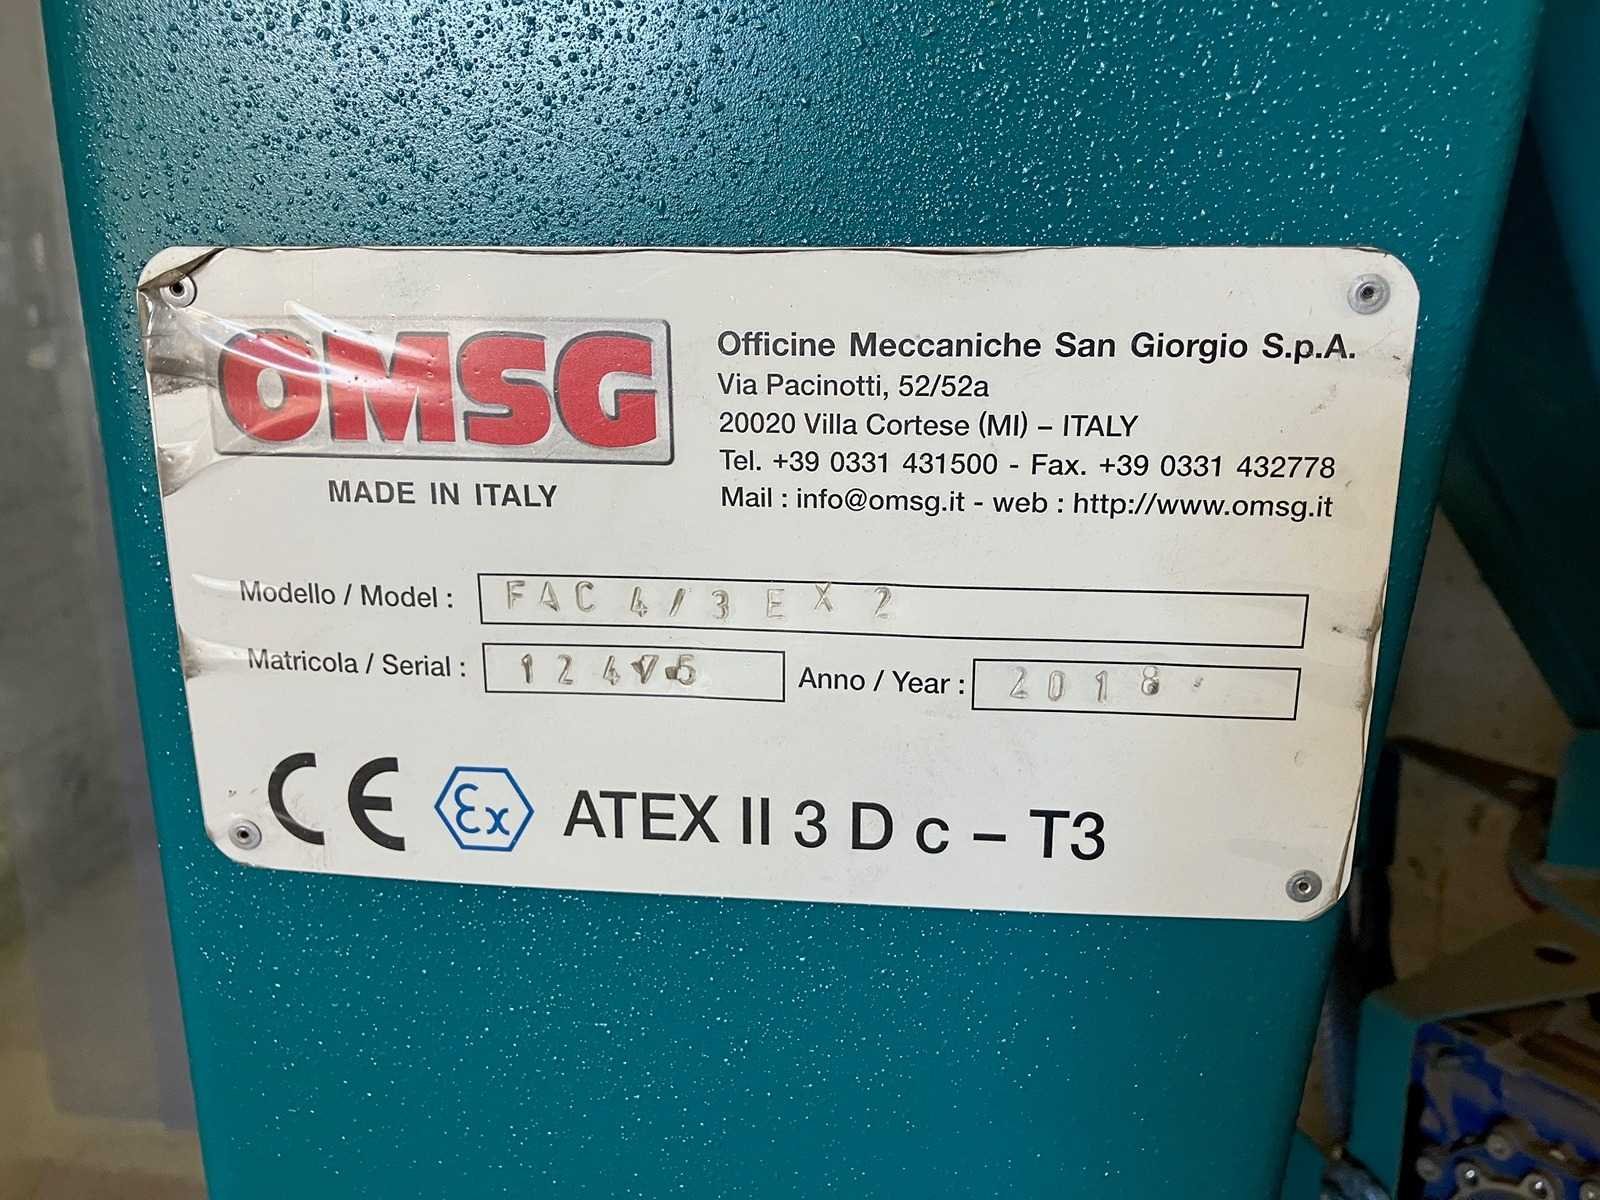 OMSG
MADE IN ITALY
Officine Meccaniche San Giorgio S.p.A.
Via Pacinotti, 52/52a
20020 Villa Cortese (MI) – ITALY
Tel. +39 0331 431500 - Fax. +39 0331 432778
Mail : info@omsg.it - web : http://www.omsg.it
Modello / Model : FAC 4/3 EX 2
Matricola / Serial : 12475 Anno / Year : 2018
CE Ex ATEX II 3 D c – T3